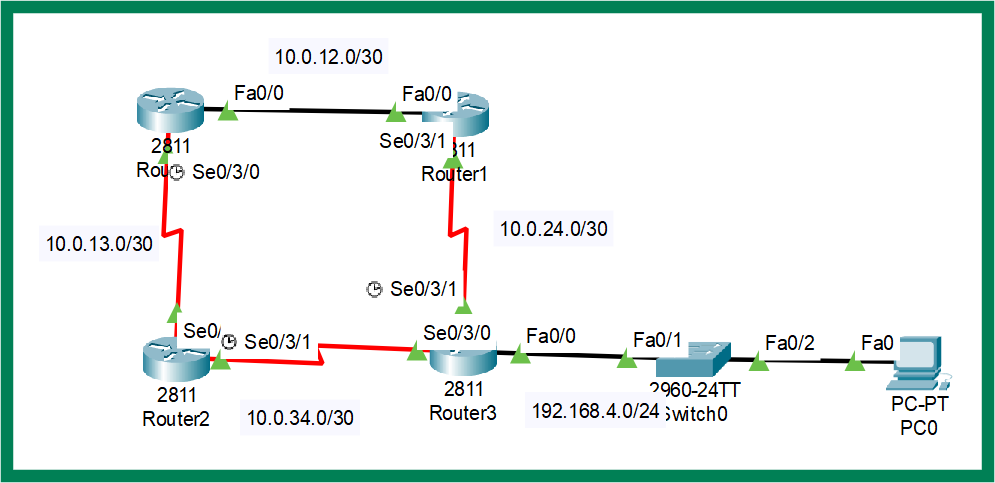 10.0.12.0/30
Fa0/0
Fa0/0
2811
Se0/3/1
811
Rou
Se0/3/0
Router1
10.0.13.0/30
10.0.24.0/30
Se0/3/1
Se0/
Se0/3/1
Se0/3/0
Fa0/0
Fa0/1
Fa0/2
Fa0
2811
Router2
10.0.34.0/30
2811
Router3
192.168.4.0/24
2960-24TT
Switch0
PC-PT
PC0